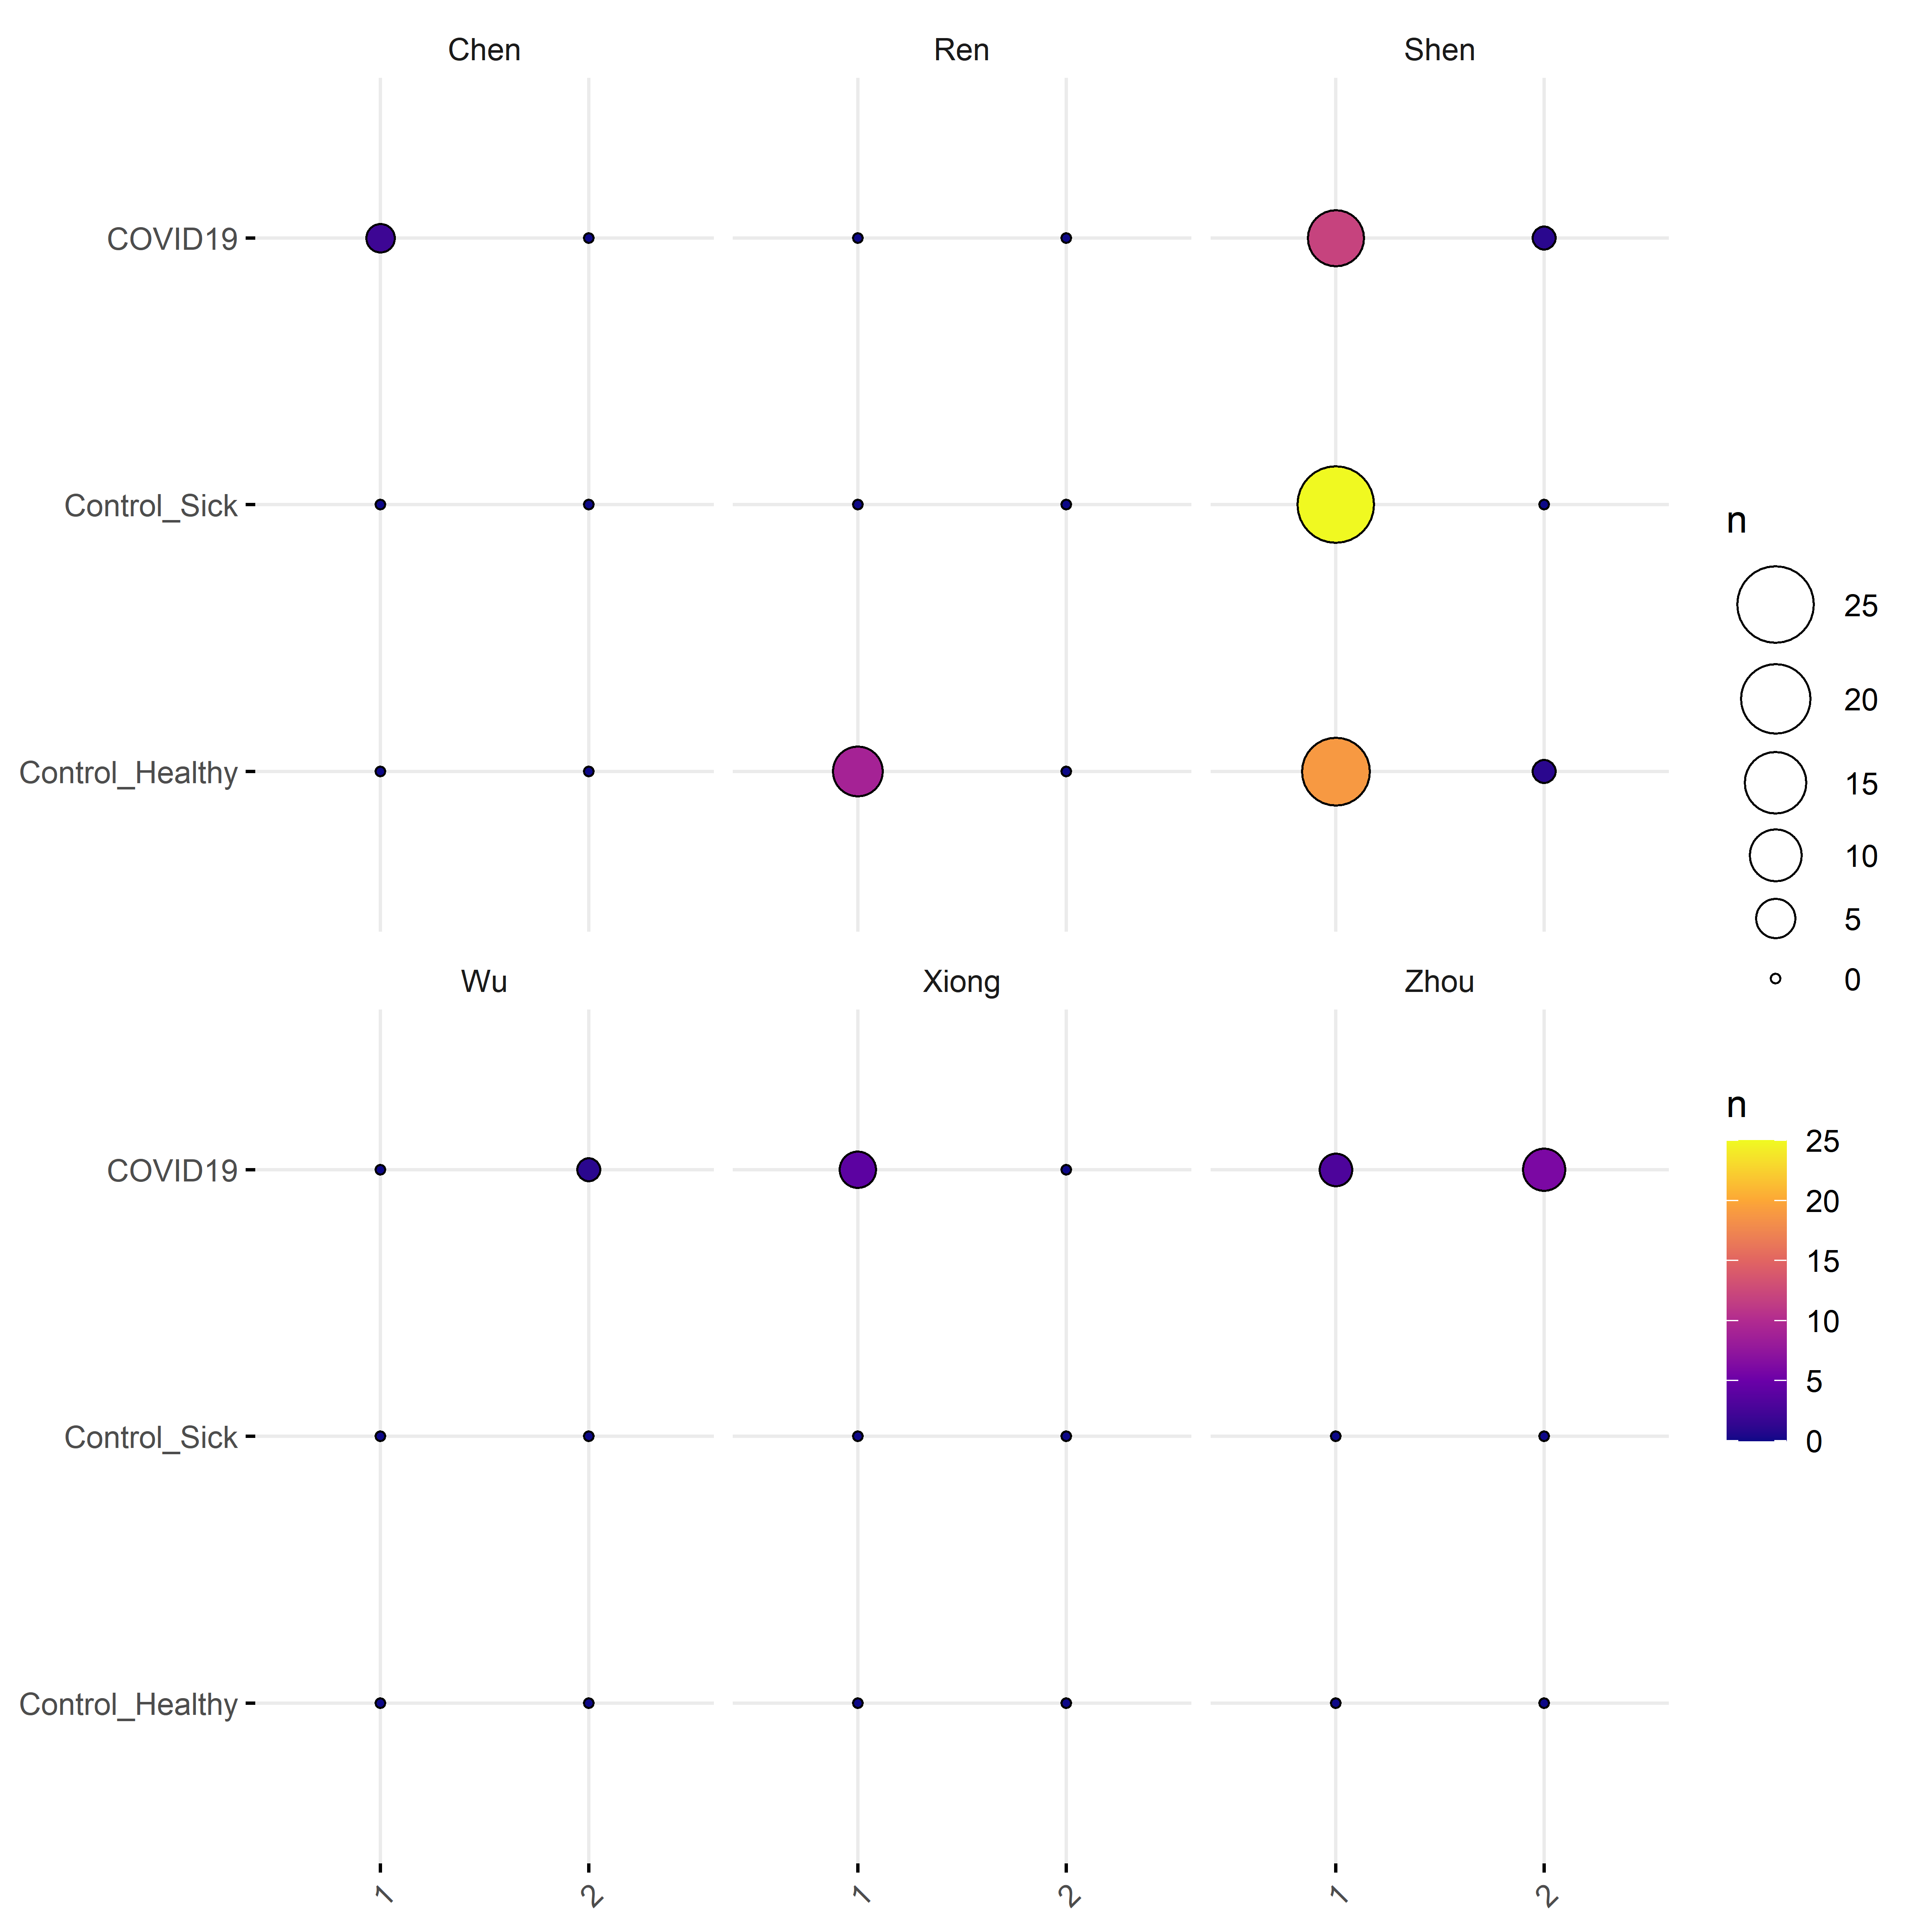 Chen Ren Shen
COVID19
Control_Sick
Control_Healthy
n
25
20
15
10
5
0
Wu Xiong Zhou
COVID19
Control_Sick
Control_Healthy
n
25
20
15
10
5
0
1 2 1 2 1 2